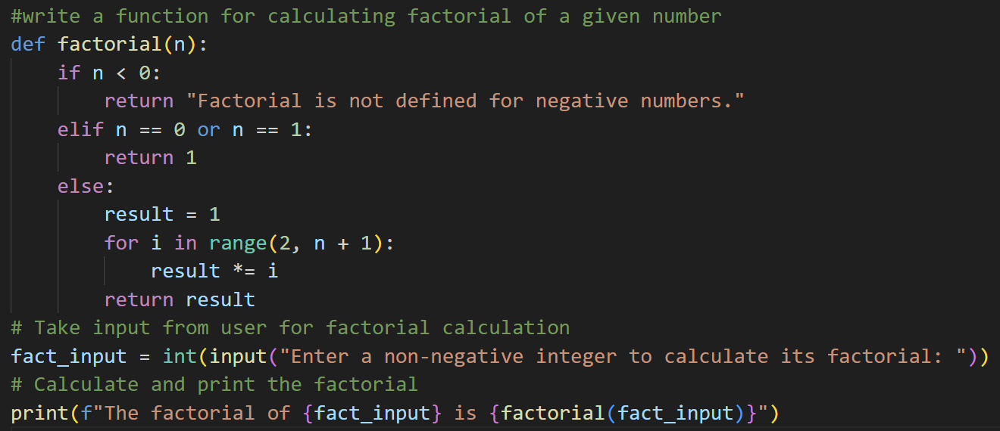 #write a function for calculating factorial of a given number
def factorial(n):
    if n < 0:
        return "Factorial is not defined for negative numbers."
    elif n == 0 or n == 1:
        return 1
    else:
        result = 1
        for i in range(2, n + 1):
            result *= i
        return result
# Take input from user for factorial calculation
fact_input = int(input("Enter a non-negative integer to calculate its factorial: "))
# Calculate and print the factorial
print(f"The factorial of {fact_input} is {factorial(fact_input)}")